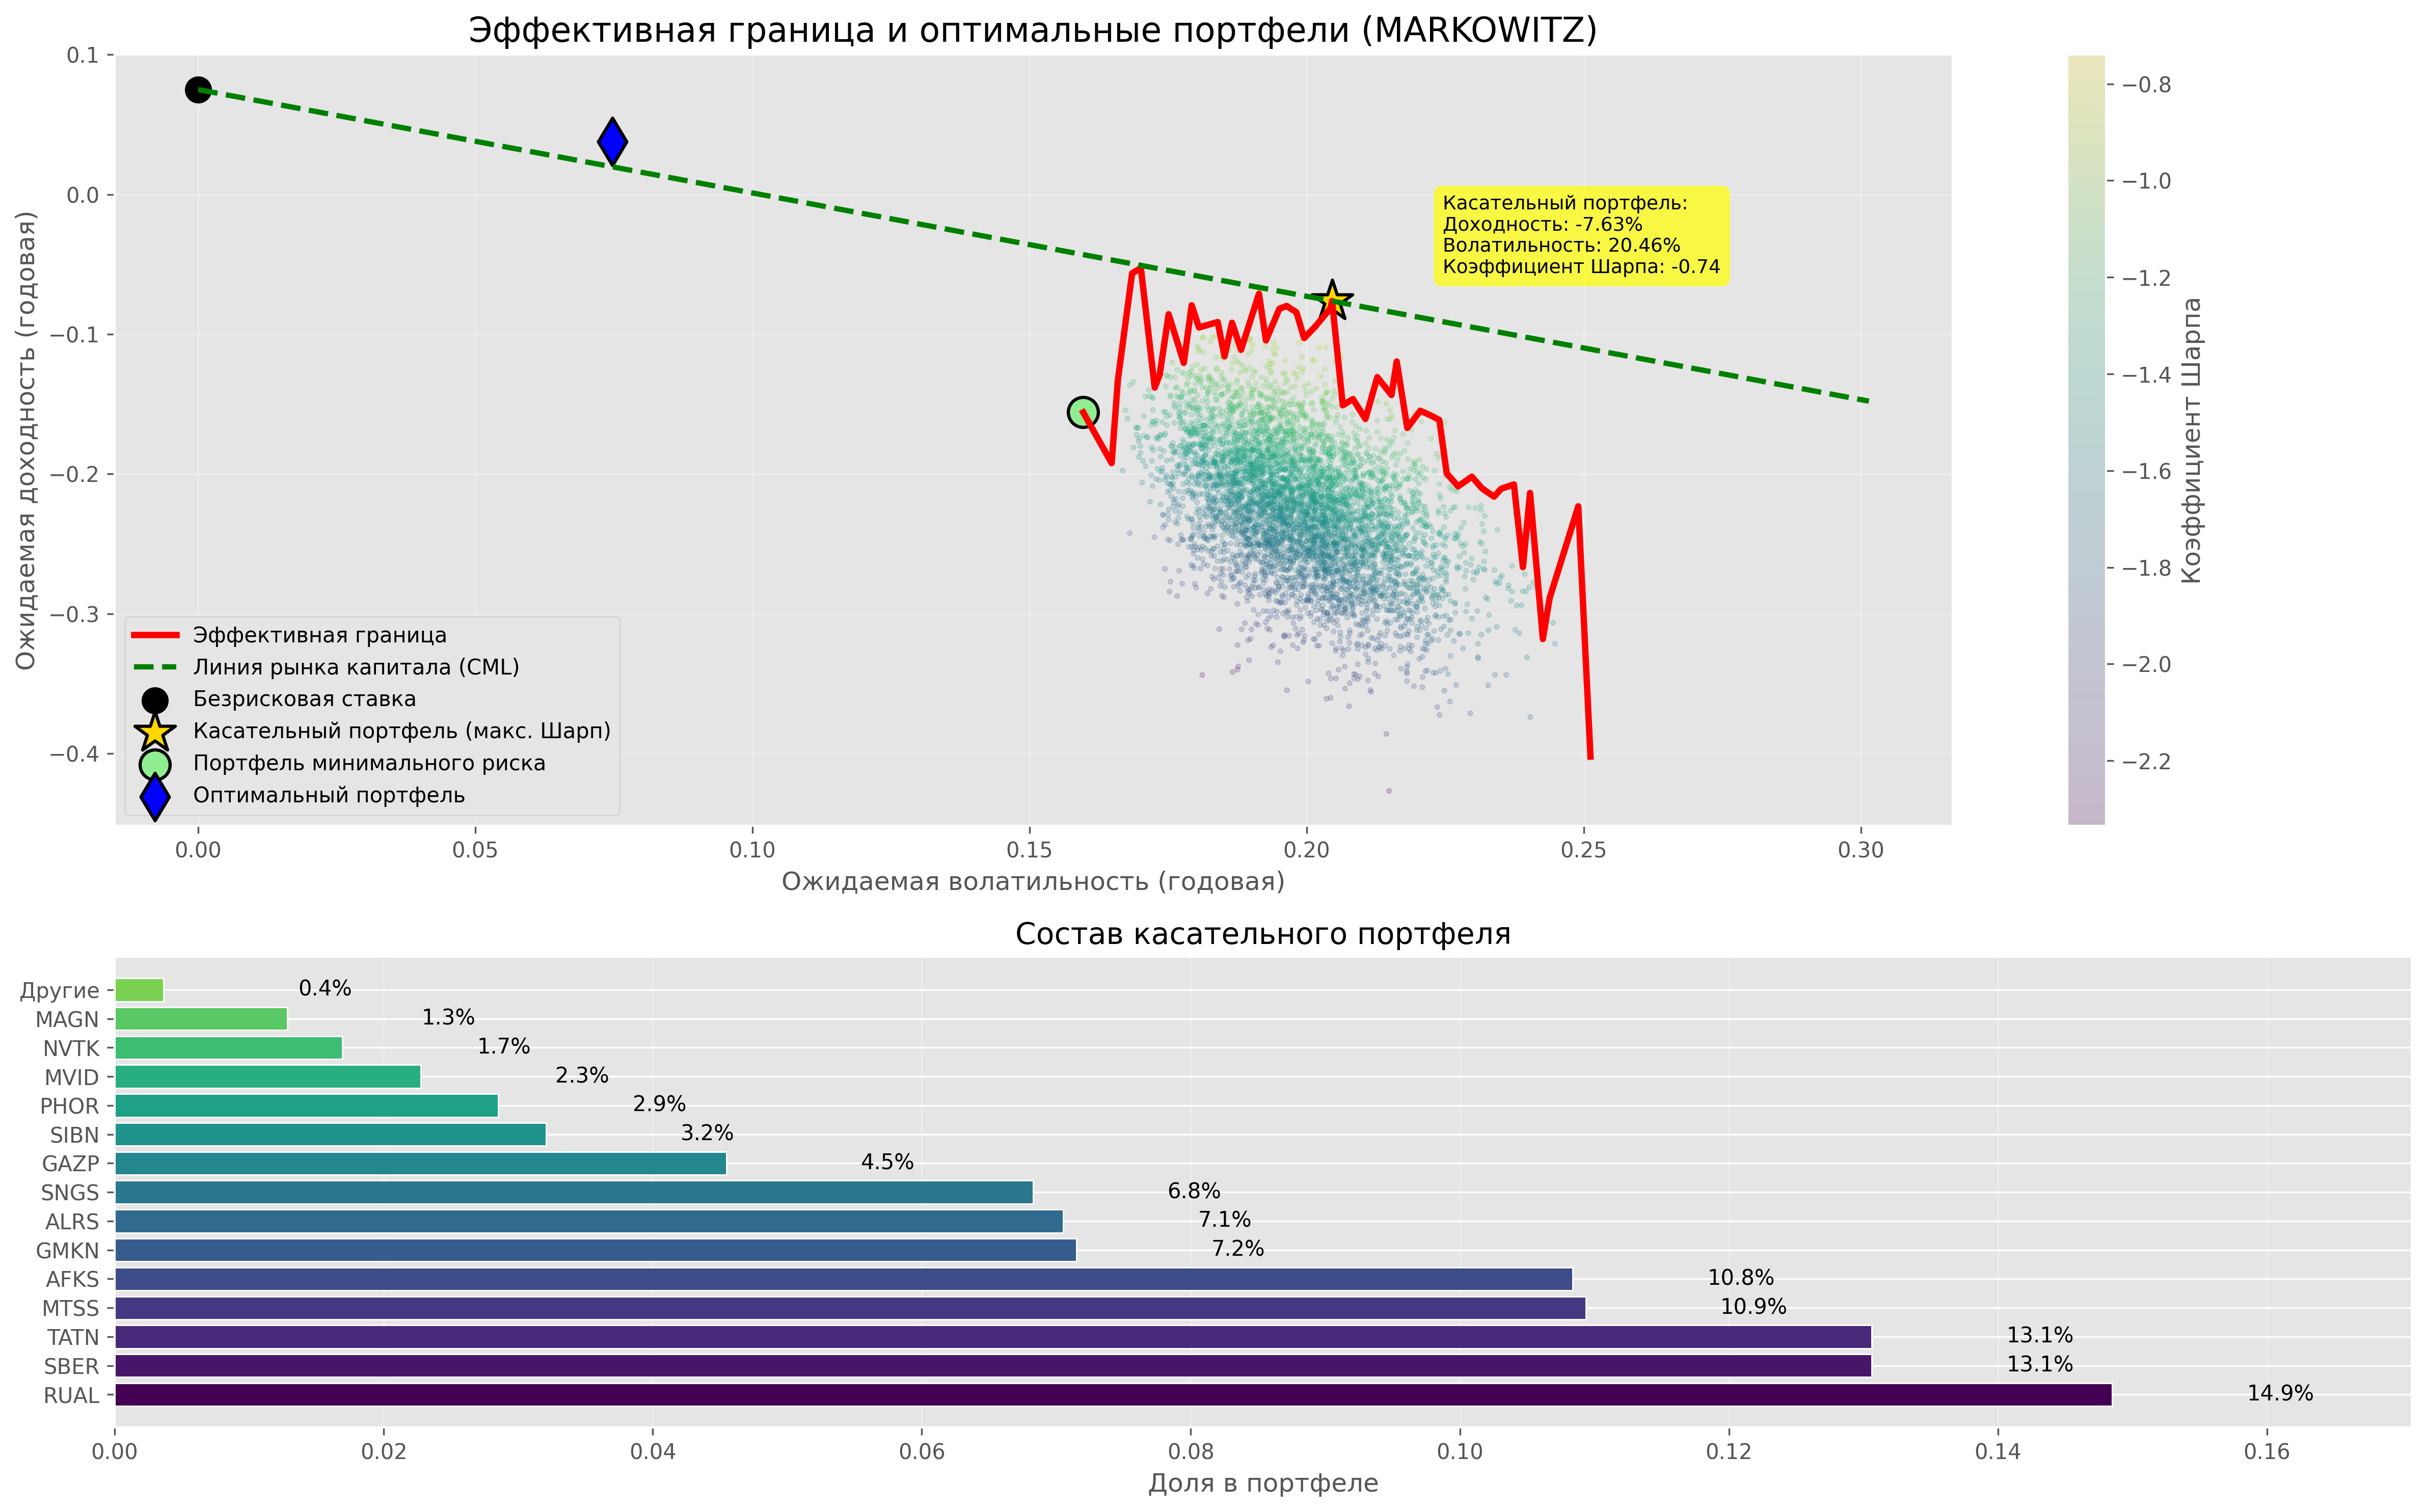 Эффективная граница и оптимальные портфели (MARKOWITZ)
Ожидаемая доходность (годовая)
0.1
0.0
−0.1
−0.2
−0.3
−0.4
Касательный портфель:
Доходность: -7.63%
Волатильность: 20.46%
Коэффициент Шарпа: -0.74
Эффективная граница
Линия рынка капитала (CML)
Безрисковая ставка
Касательный портфель (макс. Шарп)
Портфель минимального риска
Оптимальный портфель
0.00 0.05 0.10 0.15 0.20 0.25 0.30
Ожидаемая волатильность (годовая)
−0.8
−1.0
−1.2
−1.4
−1.6
−1.8
−2.0
−2.2
Коэффициент Шарпа
Состав касательного портфеля
Другие 0.4%
MAGN 1.3%
NVTK 1.7%
MVID 2.3%
PHOR 2.9%
SIBN 3.2%
GAZP 4.5%
SNGS 6.8%
ALRS 7.1%
GMKN 7.2%
AFKS 10.8%
MTSS 10.9%
TATN 13.1%
SBER 13.1%
RUAL 14.9%
0.00 0.02 0.04 0.06 0.08 0.10 0.12 0.14 0.16
Доля в портфеле